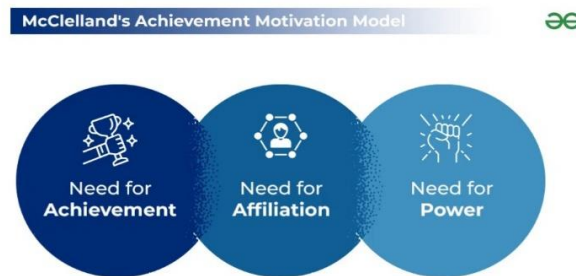 McClelland's Achievement Motivation Model
Need for
Achievement
Need for
Affiliation
Need for
Power